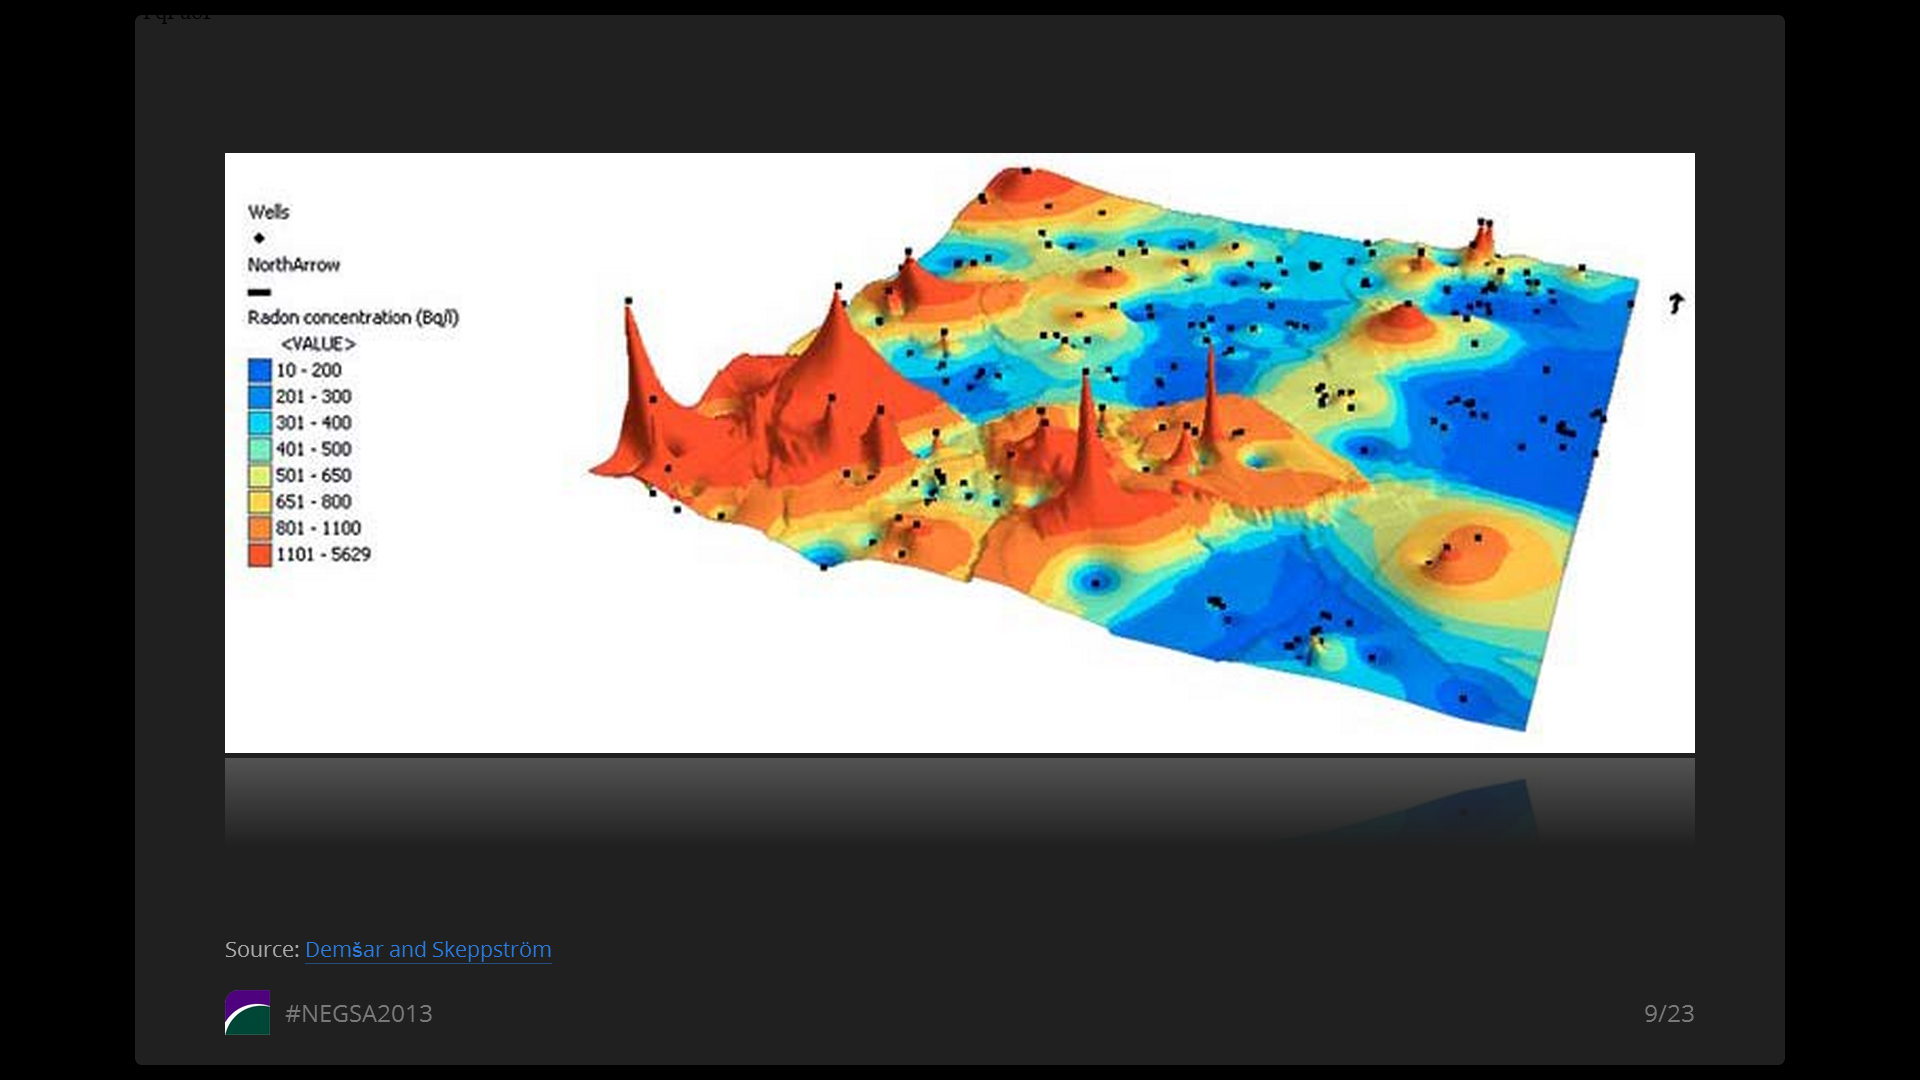 Wells
NorthArrow
Radon concentration (Bq/l)
<VALUE>
10 - 200
201 - 300
301 - 400
401 - 500
501 - 650
651 - 800
801 - 1100
1101 - 5629
Source: Demšar and Skeppström
#NEGSA2013
9/23